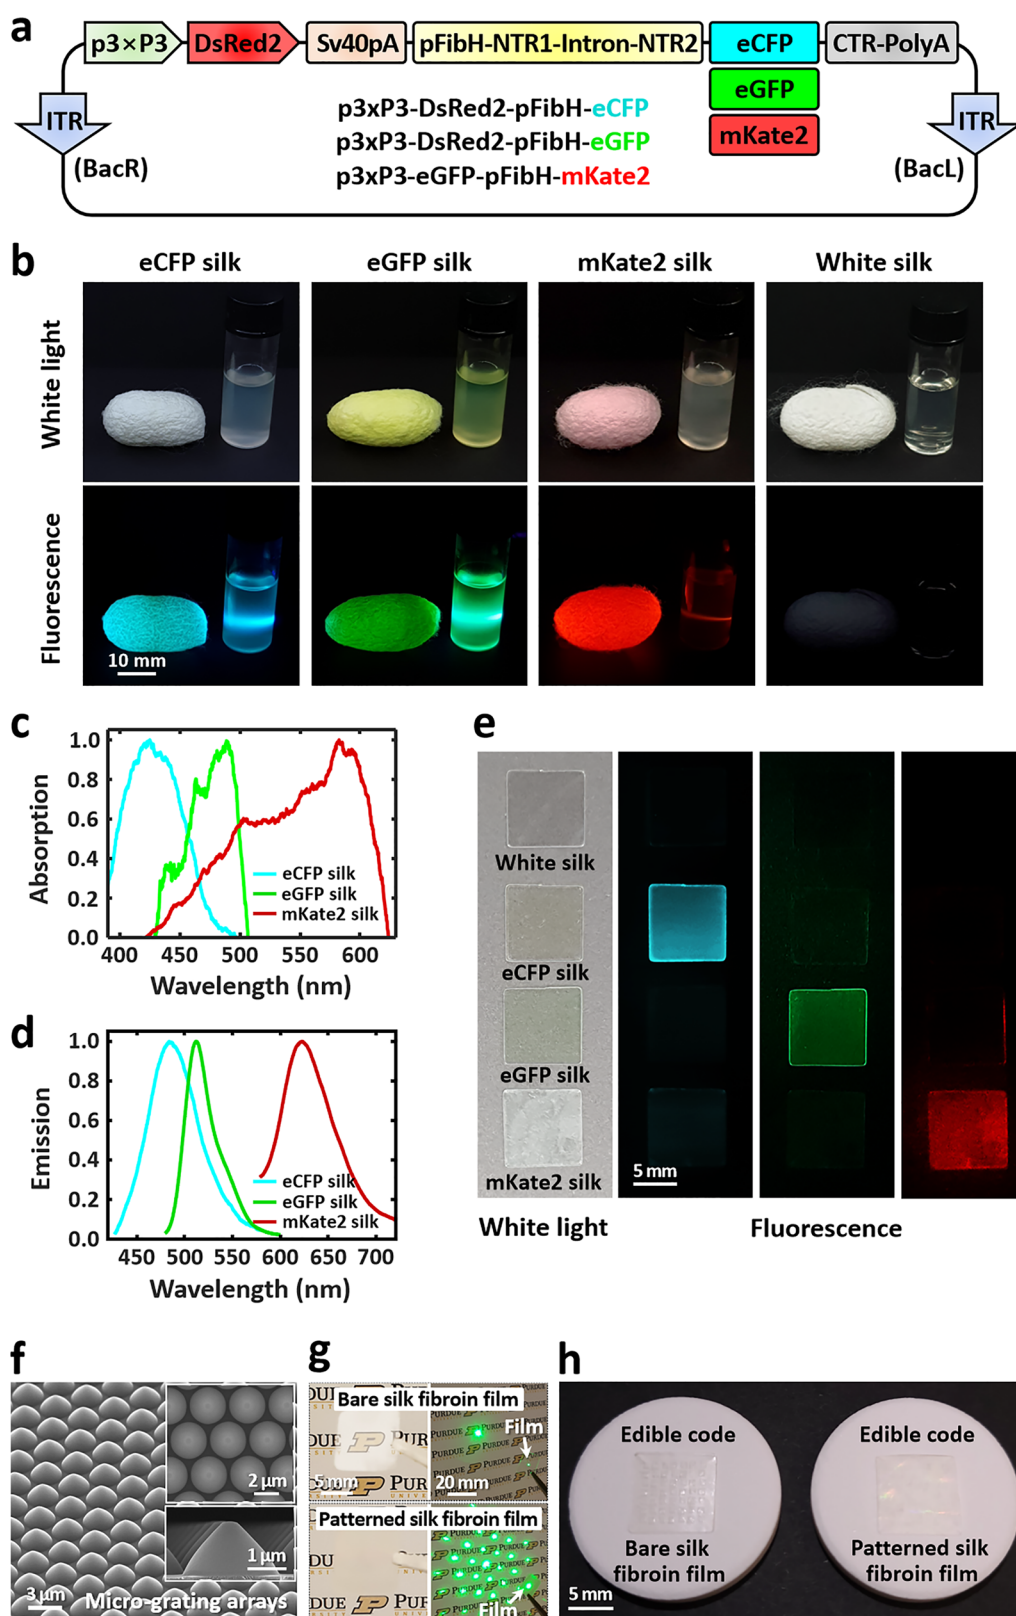 a
p3×P3 DsRed2 Sv40pA pFibH-NTR1-Intron-NTR2 eCFP CTR-PolyA
eGFP
mKate2
ITR
(BacR)
p3xP3-DsRed2-pFibH-eCFP
p3xP3-DsRed2-pFibH-eGFP
p3xP3-eGFP-pFibH-mKate2
ITR
(BacL)
b
eCFP silk eGFP silk mKate2 silk White silk
White light
Fluorescence
10 mm
c
Absorption
1.0
0.8
0.6
0.4
0.2
0.0
eCFP silk
eGFP silk
mKate2 silk
400 450 500 550 600
Wavelength (nm)
d
Emission
1.0
0.8
0.6
0.4
0.2
0.0
eCFP silk
eGFP silk
mKate2 silk
450 500 550 600 650 700
Wavelength (nm)
e
White silk
eCFP silk
eGFP silk
mKate2 silk
5 mm
White light Fluorescence
f
2 μm
1 μm
3 μm
Micro-grating arrays
g
Bare silk fibroin film
Film
5 mm
20 mm
PURDUE
Patterned silk fibroin film
Film
h
Edible code
Bare silk
fibroin film
Edible code
Patterned silk
fibroin film
5 mm